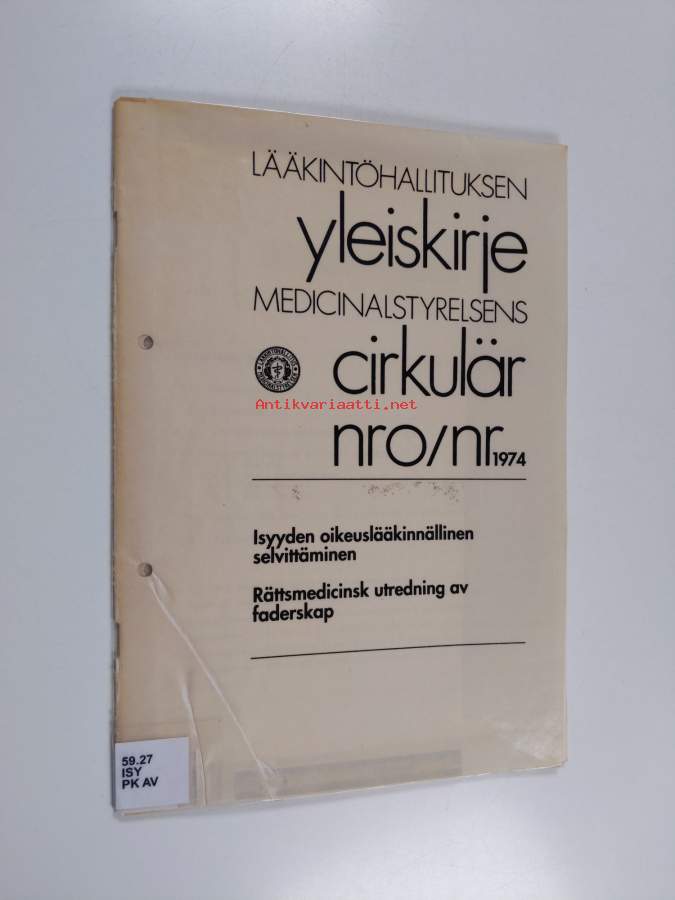 LÄÄKINTÖHALLITUKSEN
yleiskirje
MEDICINALSTYRELSENS
cirkulär
Antikvariaatti.net
nro/nr 1974
Isyyden oikeuslääkinnällinen
selvittäminen
Rättsmedicinsk utredning av
faderskap
59.27
ISY
PK AV